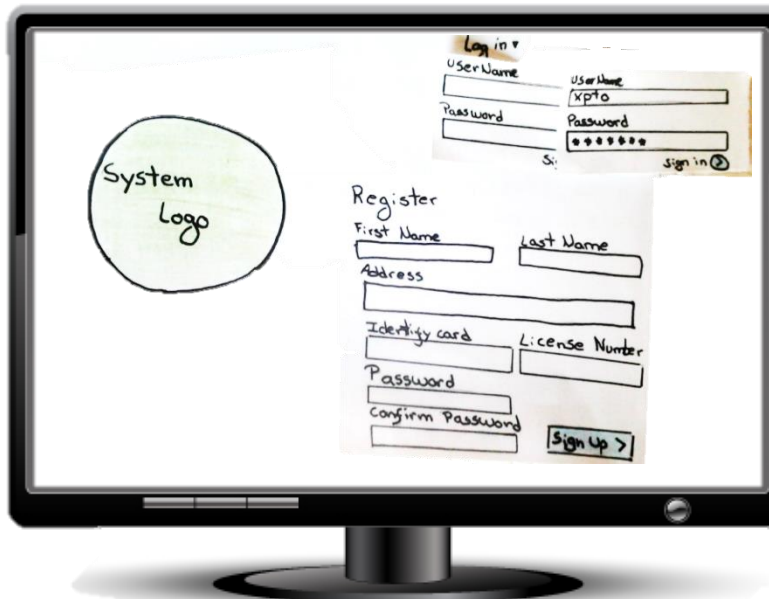 Log in ▾
UserName
Password
Si
UserName
xpto
Password
*******
sign in >
System
Logo
Register
First Name
Last Name
Address
Identify card
License Number
Password
Confirm Password
Sign Up >